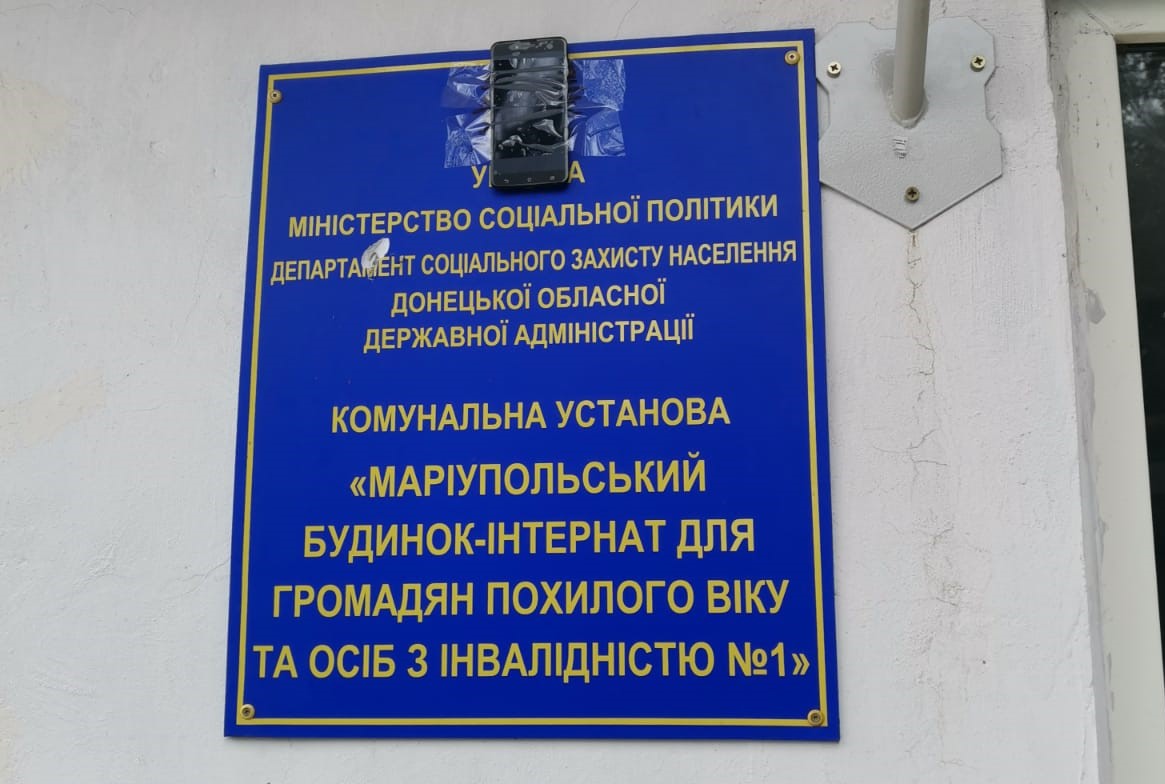 МІНІСТЕРСТВО СОЦІАЛЬНОЇ ПОЛІТИКИ
ДЕПАРТАМЕНТ СОЦІАЛЬНОГО ЗАХИСТУ НАСЕЛЕННЯ
ДОНЕЦЬКОЇ ОБЛАСНОЇ
ДЕРЖАВНОЇ АДМІНІСТРАЦІЇ
КОМУНАЛЬНА УСТАНОВА
«МАРІУПОЛЬСЬКИЙ
БУДИНОК-ІНТЕРНАТ ДЛЯ
ГРОМАДЯН ПОХИЛОГО ВІКУ
ТА ОСІБ З ІНВАЛІДНІСТЮ №1»